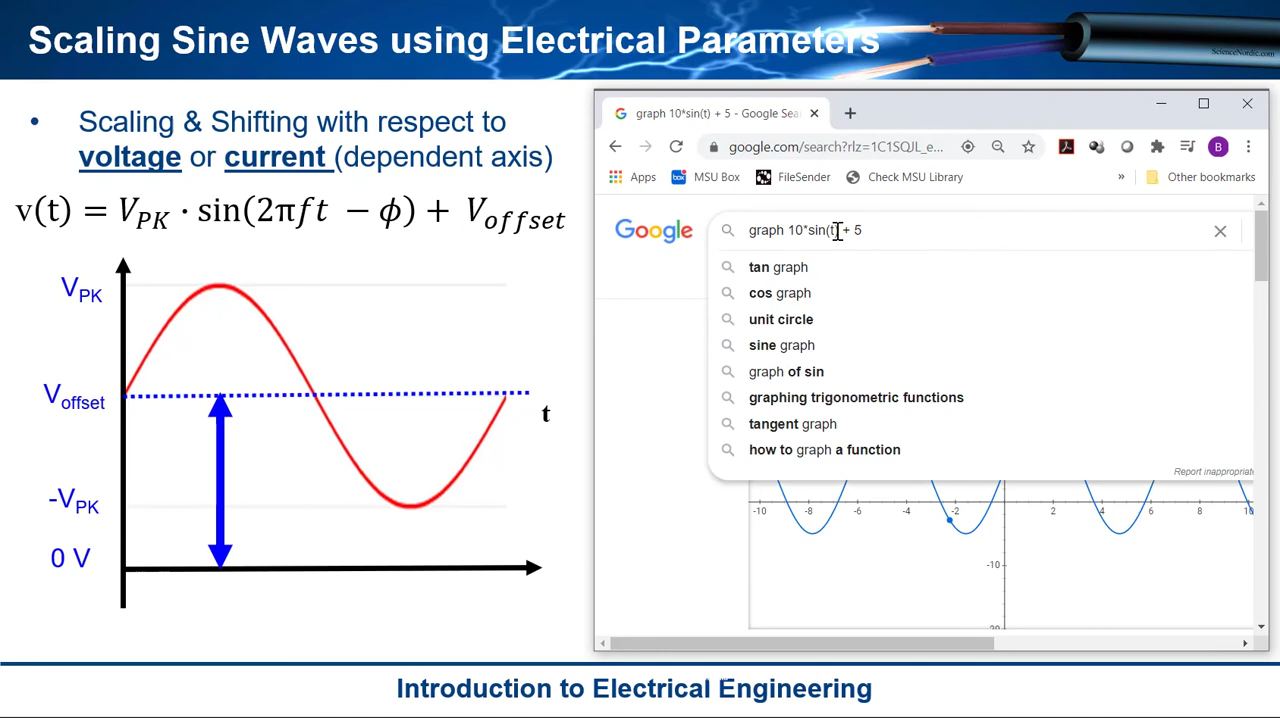 Scaling Sine Waves using Electrical Parameters
ScienceNordic.com
• Scaling & Shifting with respect to
voltage or current (dependent axis)
v(t) = V_PK · sin(2πft − ϕ) + V_offset
V_PK
V_offset
t
-V_PK
0 V
graph 10*sin(t) + 5 - Google Sea
google.com/search?rlz=1C1SQJL_e...
B
Apps MSU Box FileSender Check MSU Library » Other bookmarks
Google
graph 10*sin(t) + 5
tan graph
cos graph
unit circle
sine graph
graph of sin
graphing trigonometric functions
tangent graph
how to graph a function
Report inappropriate
-10 -8 -6 -4 -2 2 4 6 8 10
-10
-20
Introduction to Electrical Engineering